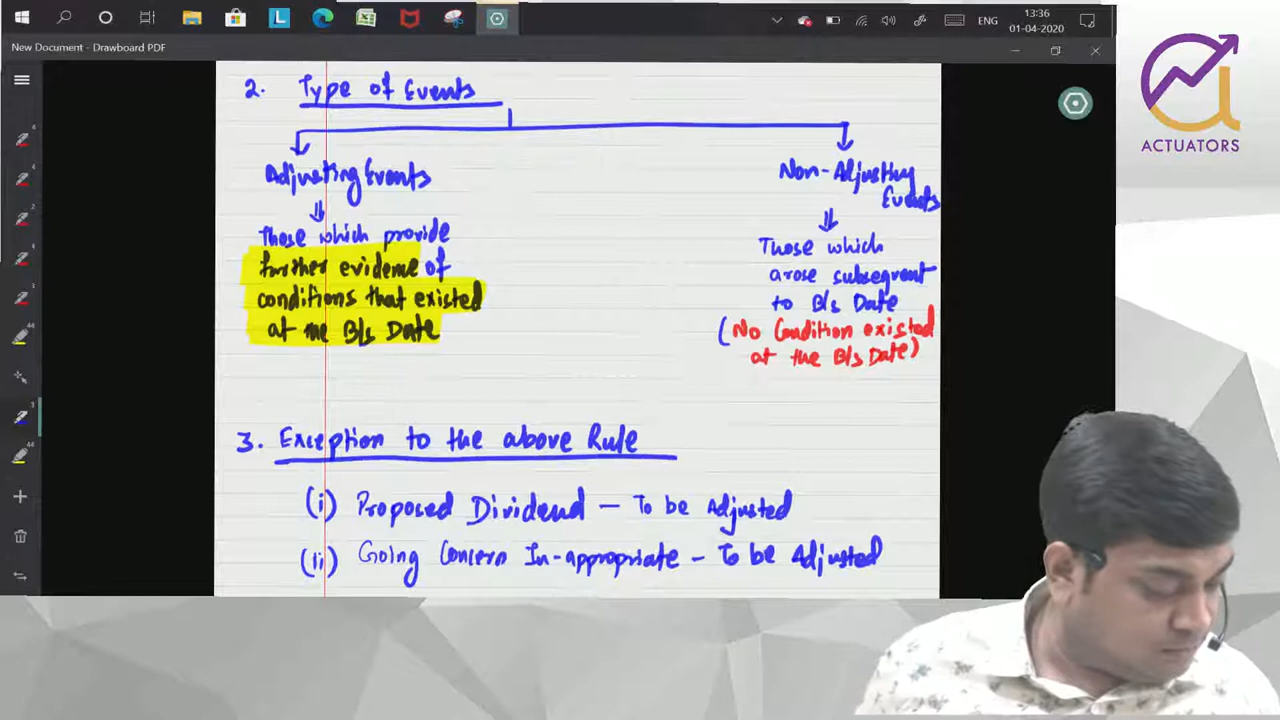 13:36
ENG
01-04-2020
New Document - Drawboard PDF
ACTUATORS
2. Type of Events
Adjusting Events
Non-Adjusting
Events
Those which provide
further evidence of
conditions that existed
at the B/s Date
Those which
arose subsegent
to B/s Date
(No Condition existed
at the B/s Date)
3. Exception to the above Rule
(i) Proposed Dividend – To be Adjusted
(ii) Going Concern In-appropriate – To be Adjusted